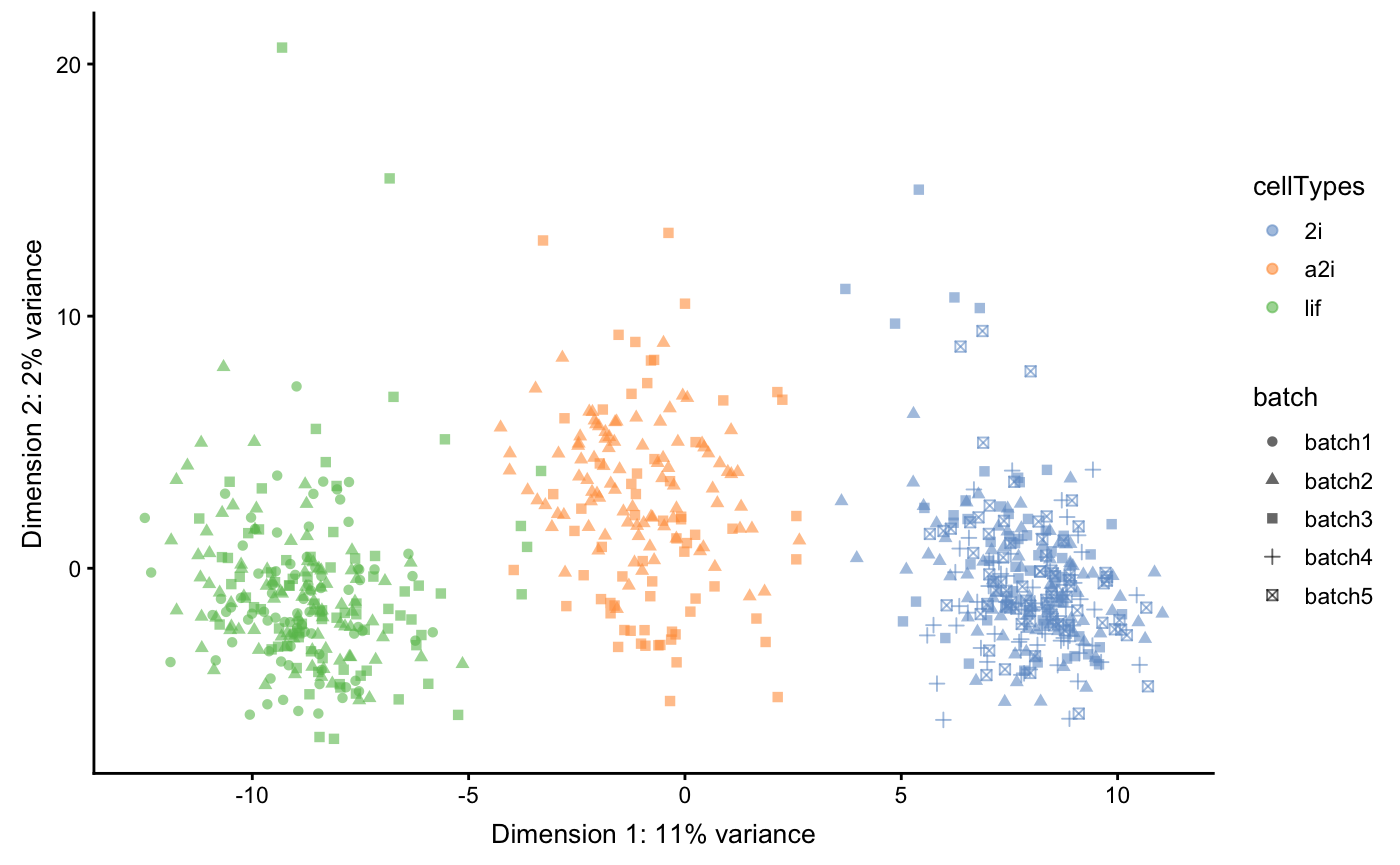 20
10
0
-10
-5
0
5
10
Dimension 1: 11% variance
Dimension 2: 2% variance
cellTypes
2i
a2i
lif
batch
batch1
batch2
batch3
batch4
batch5